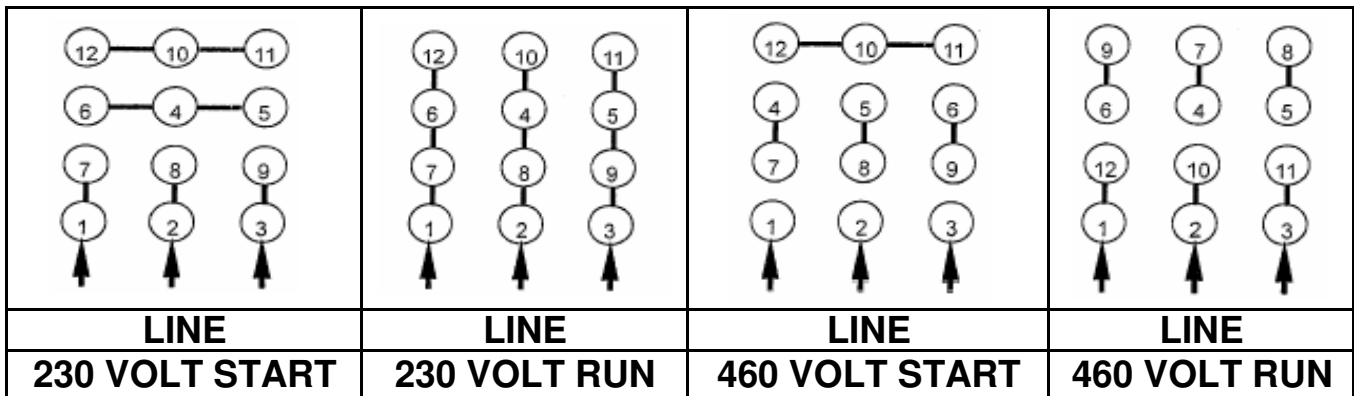 12 10 11
6 4 5
7 8 9
1 2 3
LINE
230 VOLT START
12 10 11
6 4 5
7 8 9
1 2 3
LINE
230 VOLT RUN
12 10 11
4 5 6
7 8 9
1 2 3
LINE
460 VOLT START
9 7 8
6 4 5
12 10 11
1 2 3
LINE
460 VOLT RUN